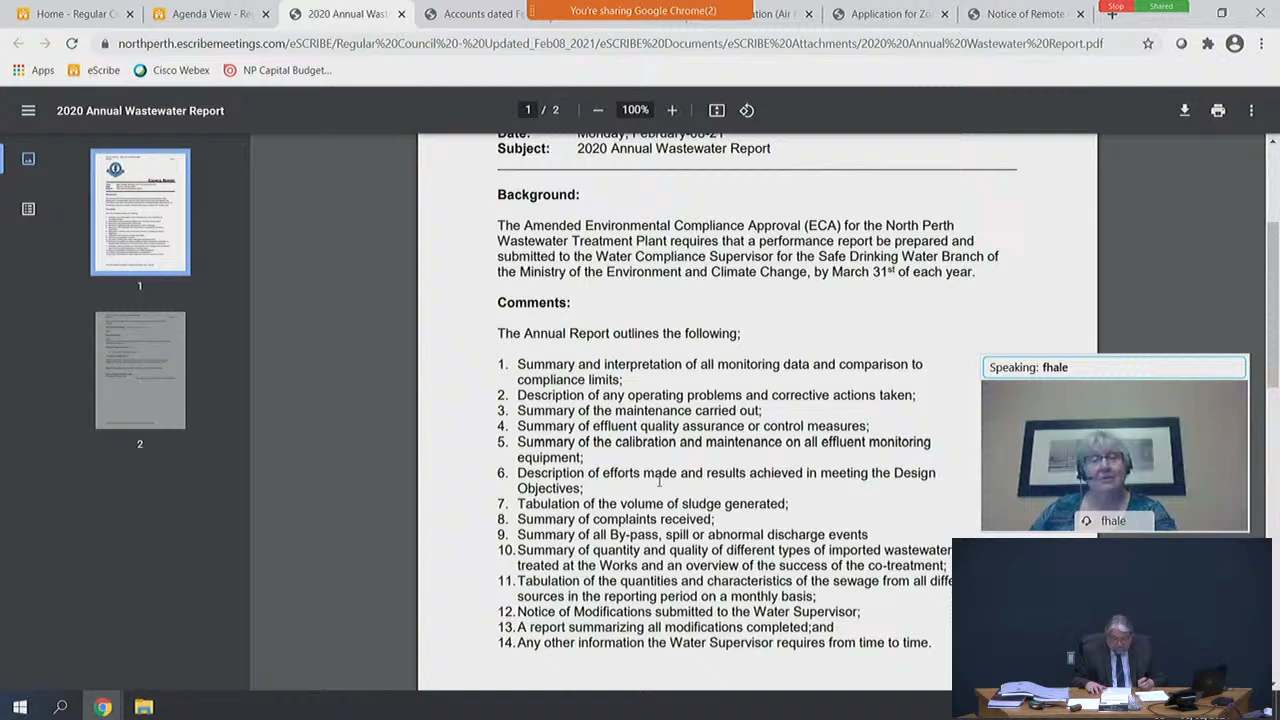 Home - Council - C
Agenda View - Re
2020 Annual Wast
Accounts dated Fe
You're sharing Google Chrome(2)
Application for Zo
Notice of Remote
Stop
Shared
northperth.escribemeetings.com/eSCRIBE/Regular%20Council%20-%20Updated_Feb08_2021/eSCRIBE%20Documents/eSCRIBE%20Attachments/2020%20Annual%20Wastewater%20Report.pdf
Apps
eScribe
Cisco Webex
NP Capital Budget...
2020 Annual Wastewater Report
1 / 2
100%
Date: Monday, February-08-21
Subject: 2020 Annual Wastewater Report
Background:
The Amended Environmental Compliance Approval (ECA) for the North Perth
Wastewater Treatment Plant requires that a performance report be prepared and
submitted to the Water Compliance Supervisor for the Safe Drinking Water Branch of
the Ministry of the Environment and Climate Change, by March 31st of each year.
Comments:
The Annual Report outlines the following;
1. Summary and interpretation of all monitoring data and comparison to
compliance limits;
2. Description of any operating problems and corrective actions taken;
3. Summary of the maintenance carried out;
4. Summary of effluent quality assurance or control measures;
5. Summary of the calibration and maintenance on all effluent monitoring
equipment;
6. Description of efforts made and results achieved in meeting the Design
Objectives;
7. Tabulation of the volume of sludge generated;
8. Summary of complaints received;
9. Summary of all By-pass, spill or abnormal discharge events
10. Summary of quantity and quality of different types of imported wastewater
treated at the Works and an overview of the success of the co-treatment;
11. Tabulation of the quantities and characteristics of the sewage from all diffe
sources in the reporting period on a monthly basis;
12. Notice of Modifications submitted to the Water Supervisor;
13. A report summarizing all modifications completed;and
14. Any other information the Water Supervisor requires from time to time.
1
2
Speaking: fhale
fhale